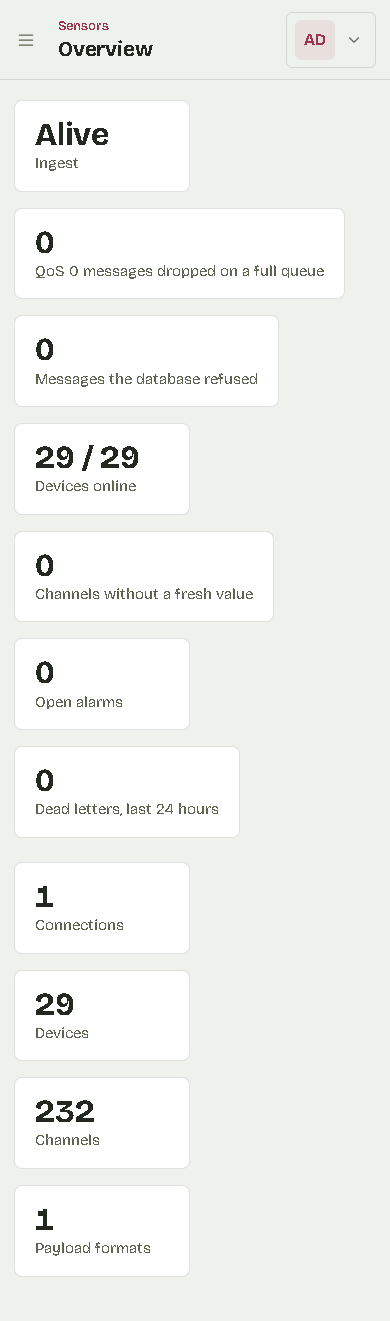 Sensors
Overview
AD
Alive
Ingest
0
QoS 0 messages dropped on a full queue
0
Messages the database refused
29 / 29
Devices online
0
Channels without a fresh value
0
Open alarms
0
Dead letters, last 24 hours
1
Connections
29
Devices
232
Channels
1
Payload formats